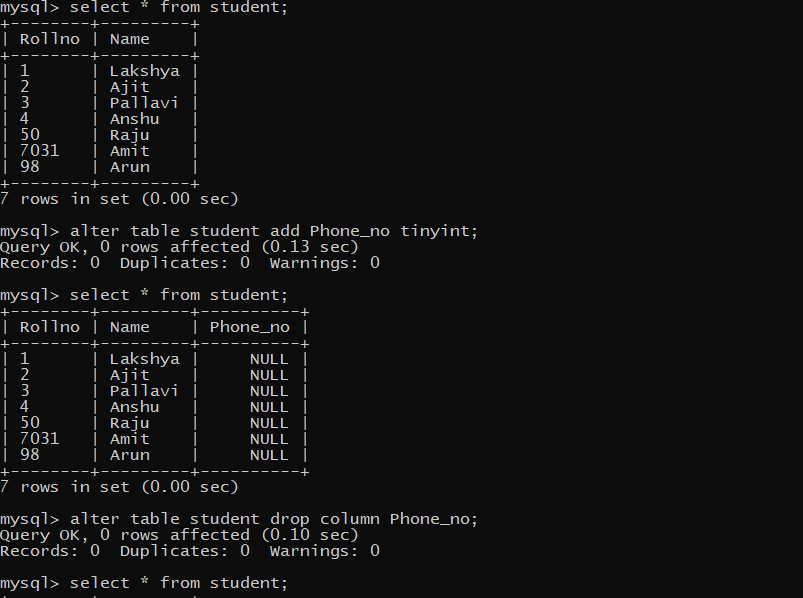 mysql> select * from student;
+--------+---------+
| Rollno | Name    |
+--------+---------+
| 1      | Lakshya |
| 2      | Ajit    |
| 3      | Pallavi |
| 4      | Anshu   |
| 50     | Raju    |
| 7031   | Amit    |
| 98     | Arun    |
+--------+---------+
7 rows in set (0.00 sec)
mysql> alter table student add Phone_no tinyint;
Query OK, 0 rows affected (0.13 sec)
Records: 0  Duplicates: 0  Warnings: 0
mysql> select * from student;
+--------+---------+----------+
| Rollno | Name    | Phone_no |
+--------+---------+----------+
| 1      | Lakshya |     NULL |
| 2      | Ajit    |     NULL |
| 3      | Pallavi |     NULL |
| 4      | Anshu   |     NULL |
| 50     | Raju    |     NULL |
| 7031   | Amit    |     NULL |
| 98     | Arun    |     NULL |
+--------+---------+----------+
7 rows in set (0.00 sec)
mysql> alter table student drop column Phone_no;
Query OK, 0 rows affected (0.10 sec)
Records: 0  Duplicates: 0  Warnings: 0
mysql> select * from student;